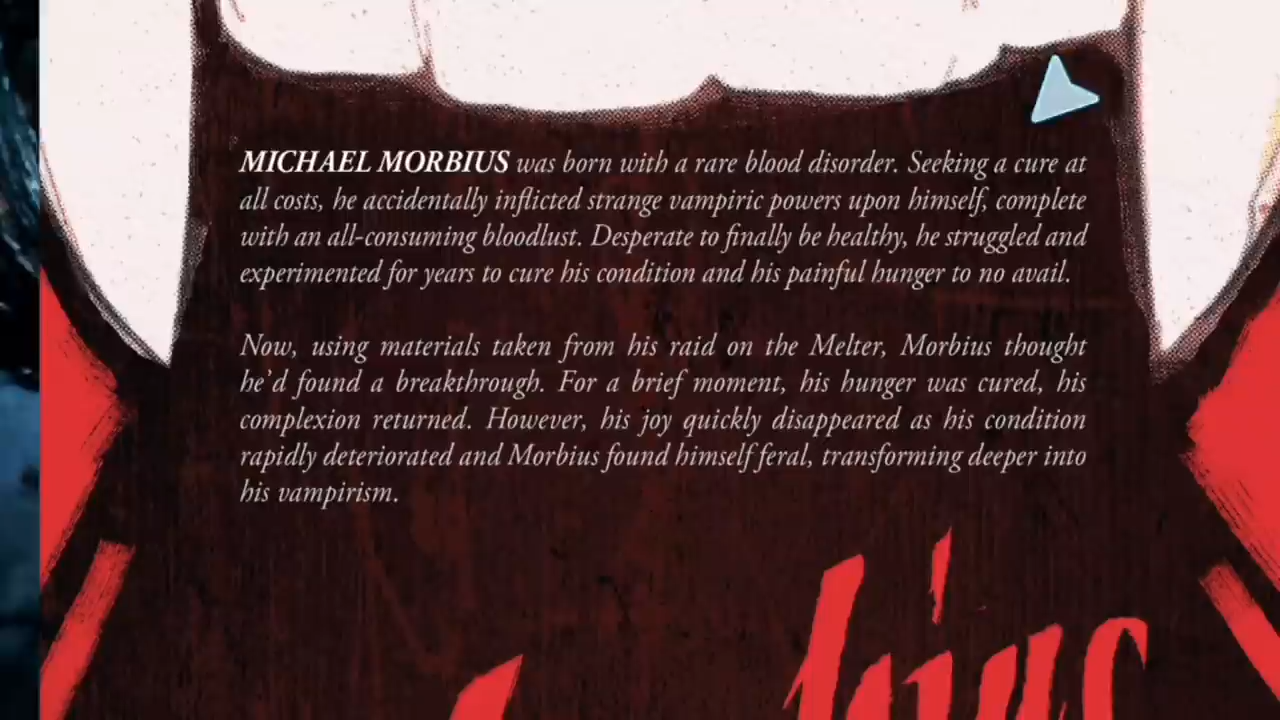 MICHAEL MORBIUS was born with a rare blood disorder. Seeking a cure at
all costs, he accidentally inflicted strange vampiric powers upon himself, complete
with an all-consuming bloodlust. Desperate to finally be healthy, he struggled and
experimented for years to cure his condition and his painful hunger to no avail.
Now, using materials taken from his raid on the Melter, Morbius thought
he'd found a breakthrough. For a brief moment, his hunger was cured, his
complexion returned. However, his joy quickly disappeared as his condition
rapidly deteriorated and Morbius found himself feral, transforming deeper into
his vampirism.